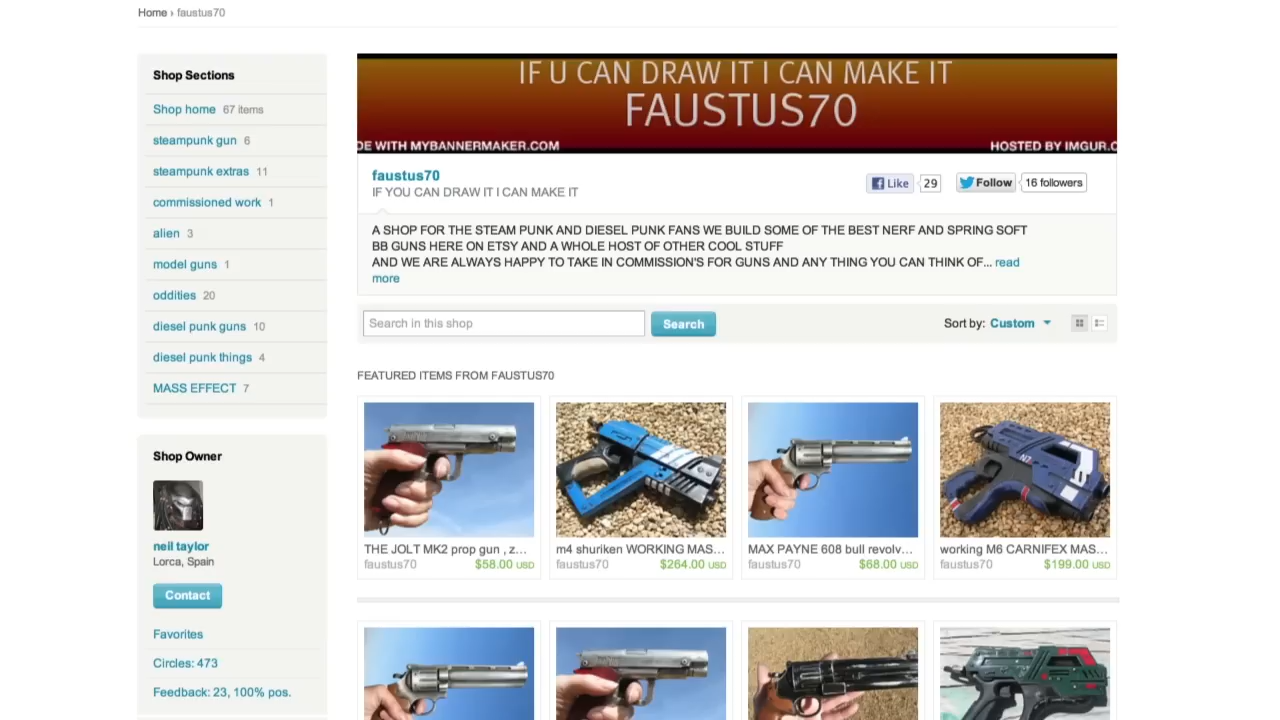 Home › faustus70
Shop Sections
Shop home 67 items
steampunk gun 6
steampunk extras 11
commissioned work 1
alien 3
model guns 1
oddities 20
diesel punk guns 10
diesel punk things 4
MASS EFFECT 7
Shop Owner
neil taylor
Lorca, Spain
Contact
Favorites
Circles: 473
Feedback: 23, 100% pos.
IF U CAN DRAW IT I CAN MAKE IT
FAUSTUS70
DE WITH MYBANNERMAKER.COM HOSTED BY IMGUR.C
faustus70
IF YOU CAN DRAW IT I CAN MAKE IT
Like 29 Follow 16 followers
A SHOP FOR THE STEAM PUNK AND DIESEL PUNK FANS WE BUILD SOME OF THE BEST NERF AND SPRING SOFT
BB GUNS HERE ON ETSY AND A WHOLE HOST OF OTHER COOL STUFF
AND WE ARE ALWAYS HAPPY TO TAKE IN COMMISSION'S FOR GUNS AND ANY THING YOU CAN THINK OF... read
more
Search in this shop Search Sort by: Custom
FEATURED ITEMS FROM FAUSTUS70
N7
THE JOLT MK2 prop gun , z...
faustus70 $58.00 USD
m4 shuriken WORKING MAS...
faustus70 $264.00 USD
MAX PAYNE 608 bull revolv...
faustus70 $68.00 USD
working M6 CARNIFEX MAS...
faustus70 $199.00 USD